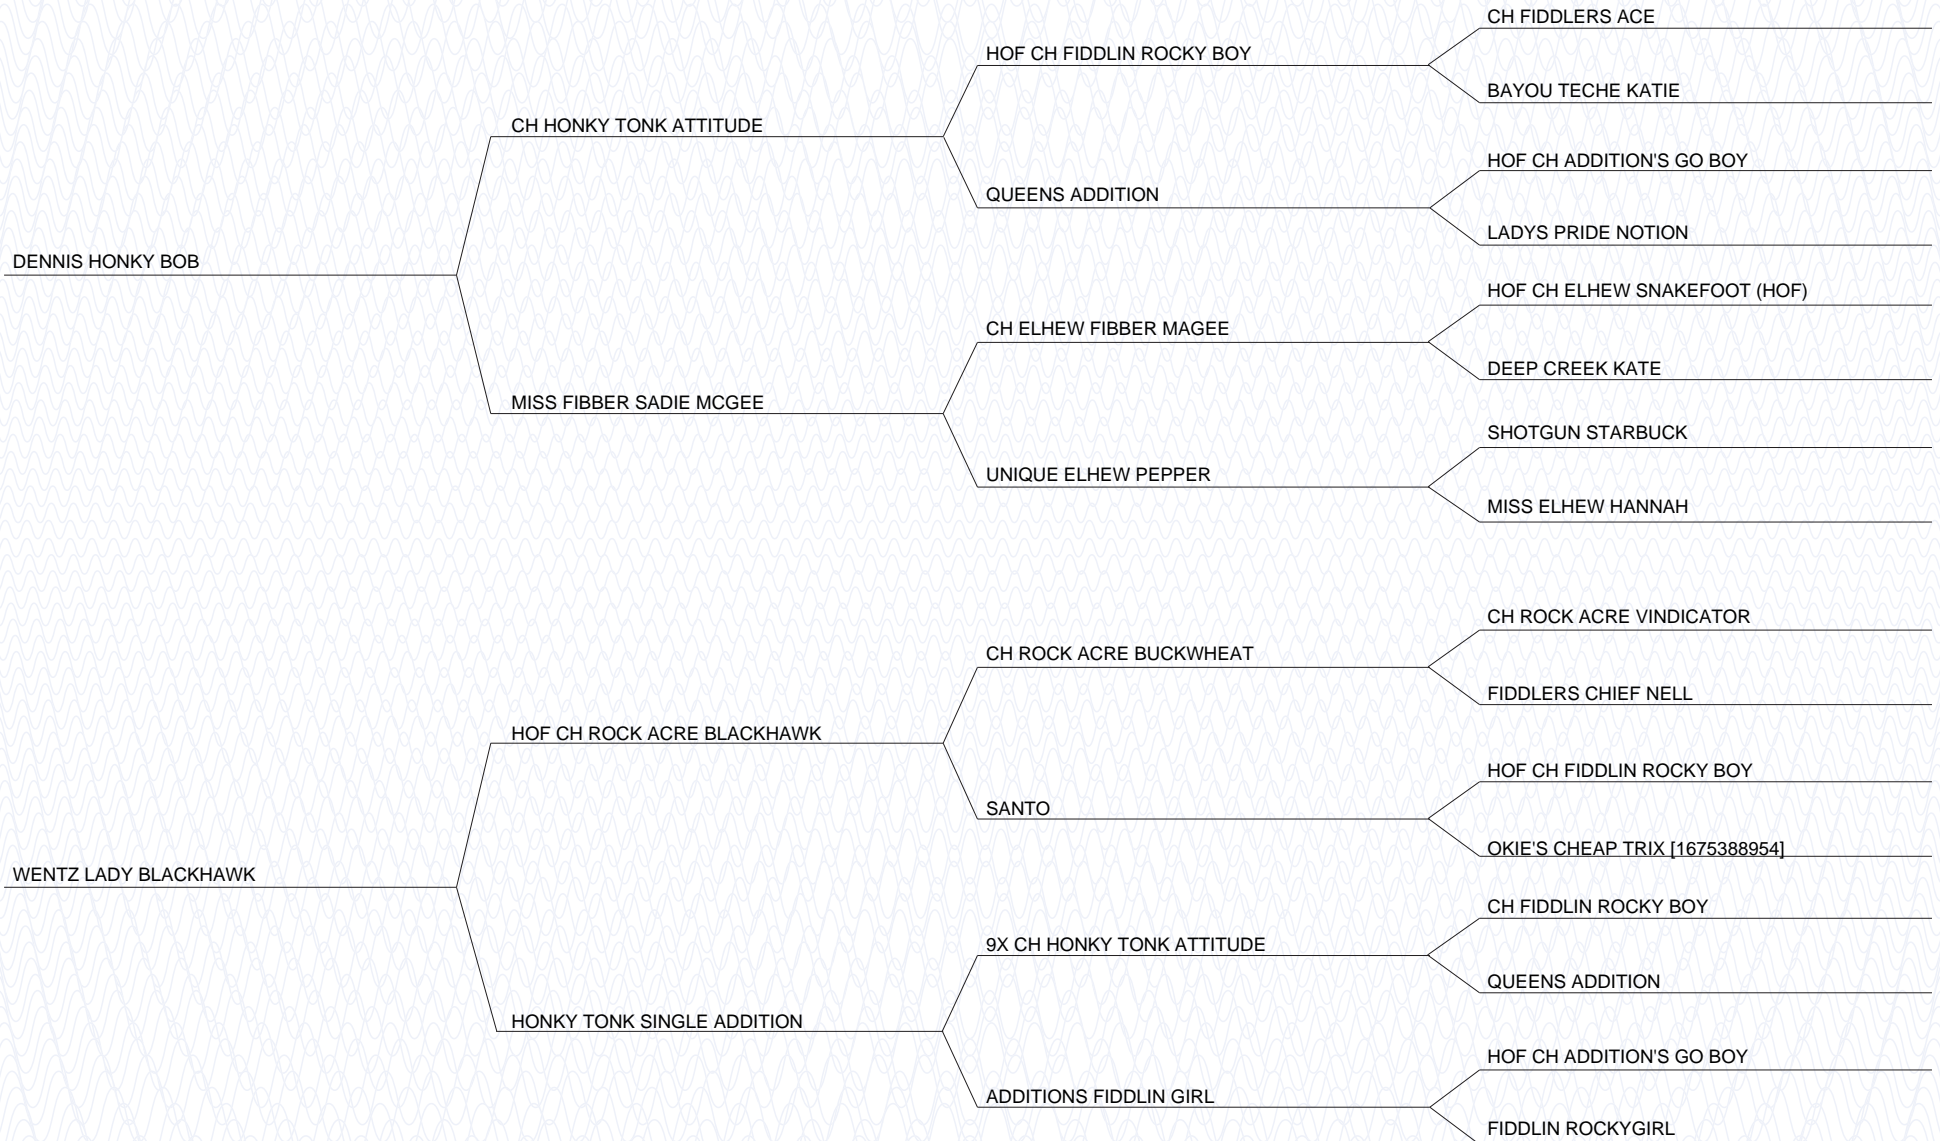 CH FIDDLERS ACE
HOF CH FIDDLIN ROCKY BOY
BAYOU TECHE KATIE
CH HONKY TONK ATTITUDE
HOF CH ADDITION'S GO BOY
QUEENS ADDITION
LADYS PRIDE NOTION
DENNIS HONKY BOB
HOF CH ELHEW SNAKEFOOT (HOF)
CH ELHEW FIBBER MAGEE
DEEP CREEK KATE
MISS FIBBER SADIE MCGEE
SHOTGUN STARBUCK
UNIQUE ELHEW PEPPER
MISS ELHEW HANNAH
CH ROCK ACRE VINDICATOR
CH ROCK ACRE BUCKWHEAT
FIDDLERS CHIEF NELL
HOF CH ROCK ACRE BLACKHAWK
HOF CH FIDDLIN ROCKY BOY
SANTO
OKIE'S CHEAP TRIX [1675388954]
WENTZ LADY BLACKHAWK
CH FIDDLIN ROCKY BOY
9X CH HONKY TONK ATTITUDE
QUEENS ADDITION
HONKY TONK SINGLE ADDITION
HOF CH ADDITION'S GO BOY
ADDITIONS FIDDLIN GIRL
FIDDLIN ROCKYGIRL